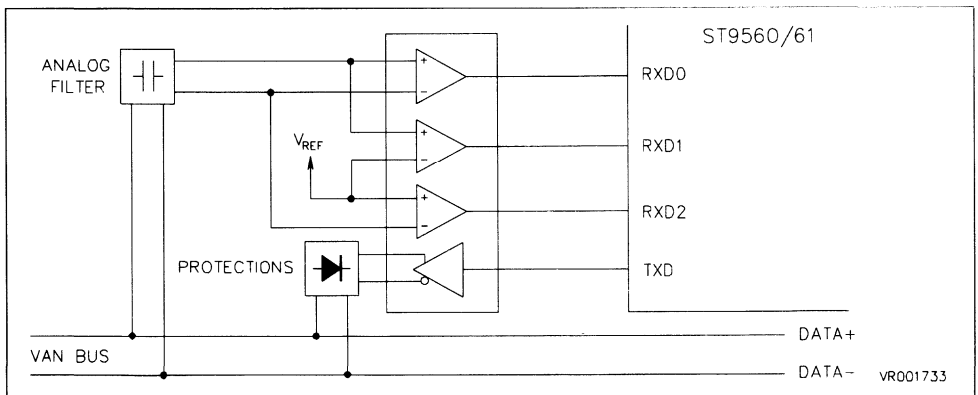 ST9560/61
ANALOG
FILTER
+
-
RXD0
VREF
+
-
RXD1
+
-
RXD2
PROTECTIONS
TXD
DATA+
VAN BUS
DATA-
VR001733